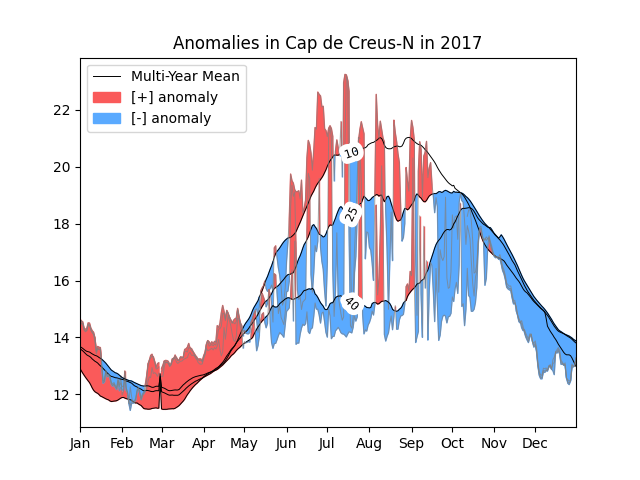 Anomalies in Cap de Creus-N in 2017
Multi-Year Mean
[+] anomaly
[-] anomaly
22
20
18
16
14
12
10
25
40
Jan Feb Mar Apr May Jun Jul Aug Sep Oct Nov Dec